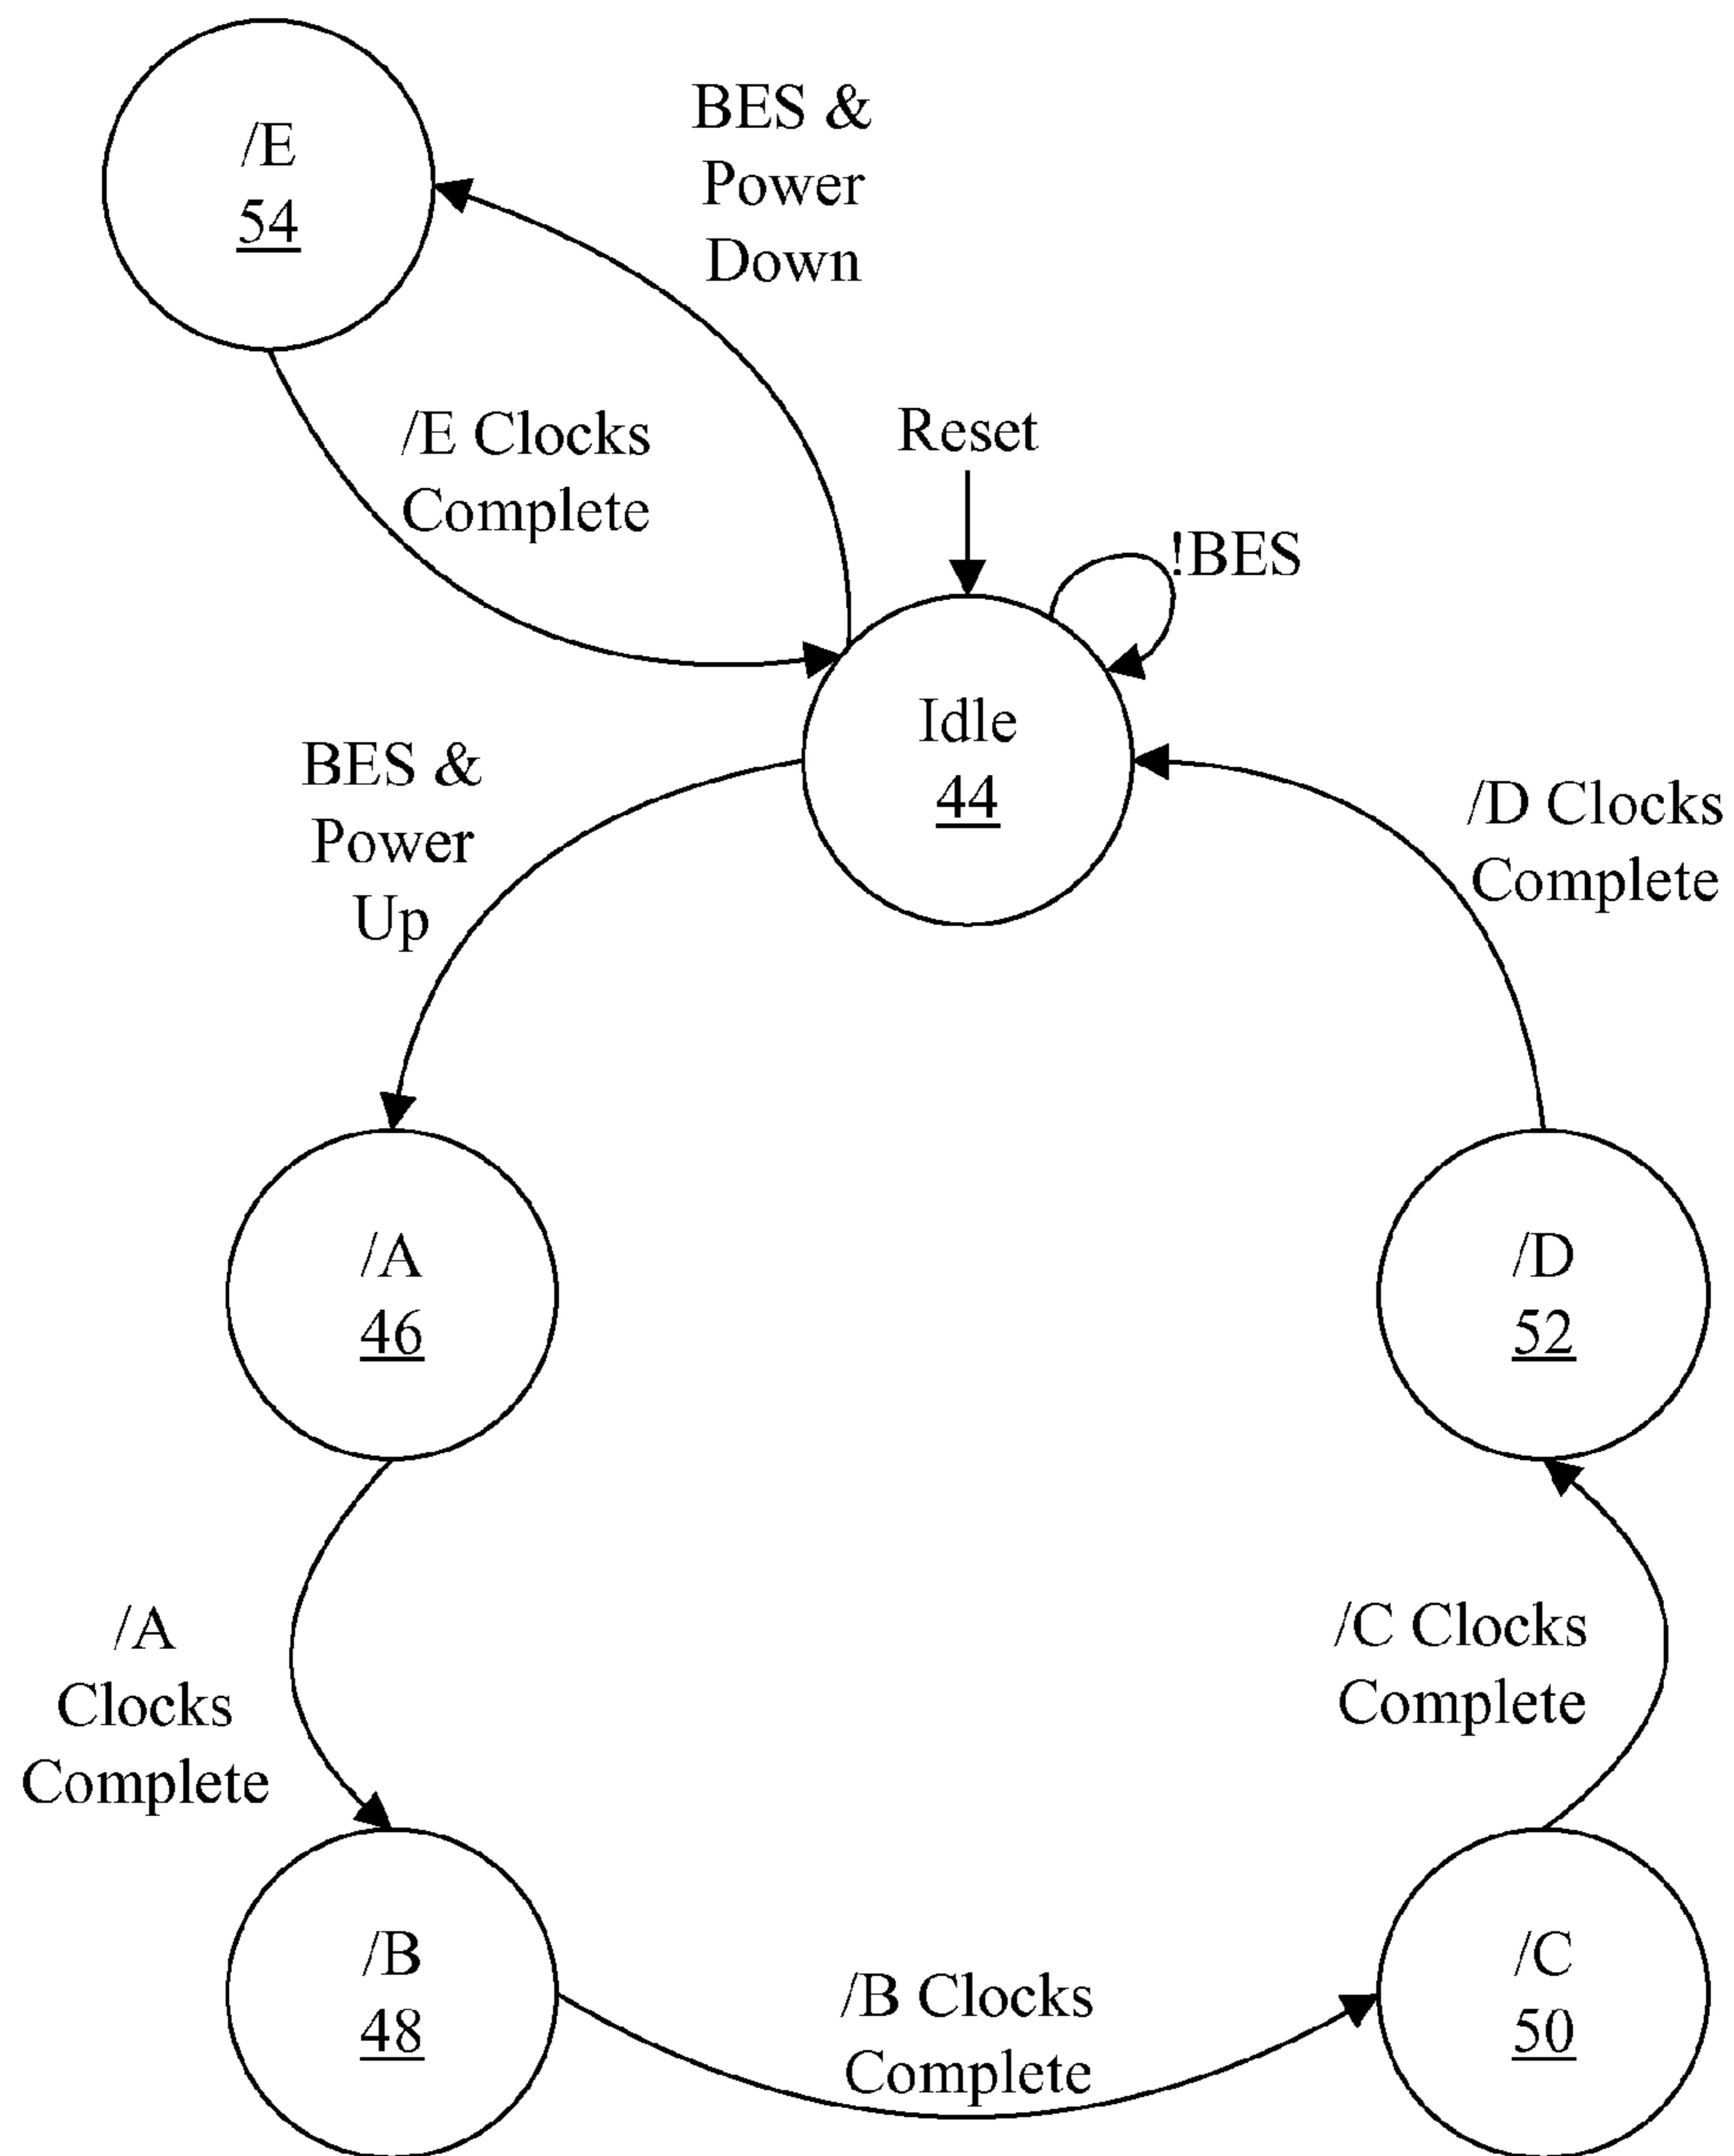 /E
54
BES &
Power
Down
/E Clocks
Complete
Reset
!BES
Idle
44
BES &
Power
Up
/D Clocks
Complete
/A
46
/D
52
/A
Clocks
Complete
/C Clocks
Complete
/B
48
/B Clocks
Complete
/C
50